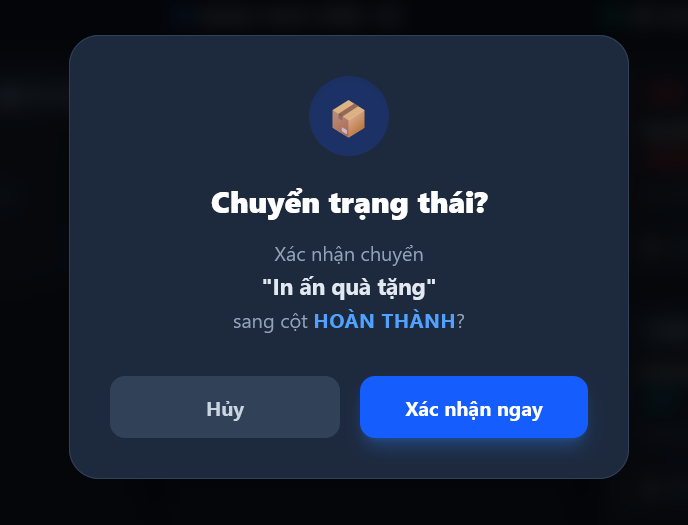 Chuyển trạng thái?
Xác nhận chuyển
"In ấn quà tặng"
sang cột HOÀN THÀNH?
Hủy
Xác nhận ngay